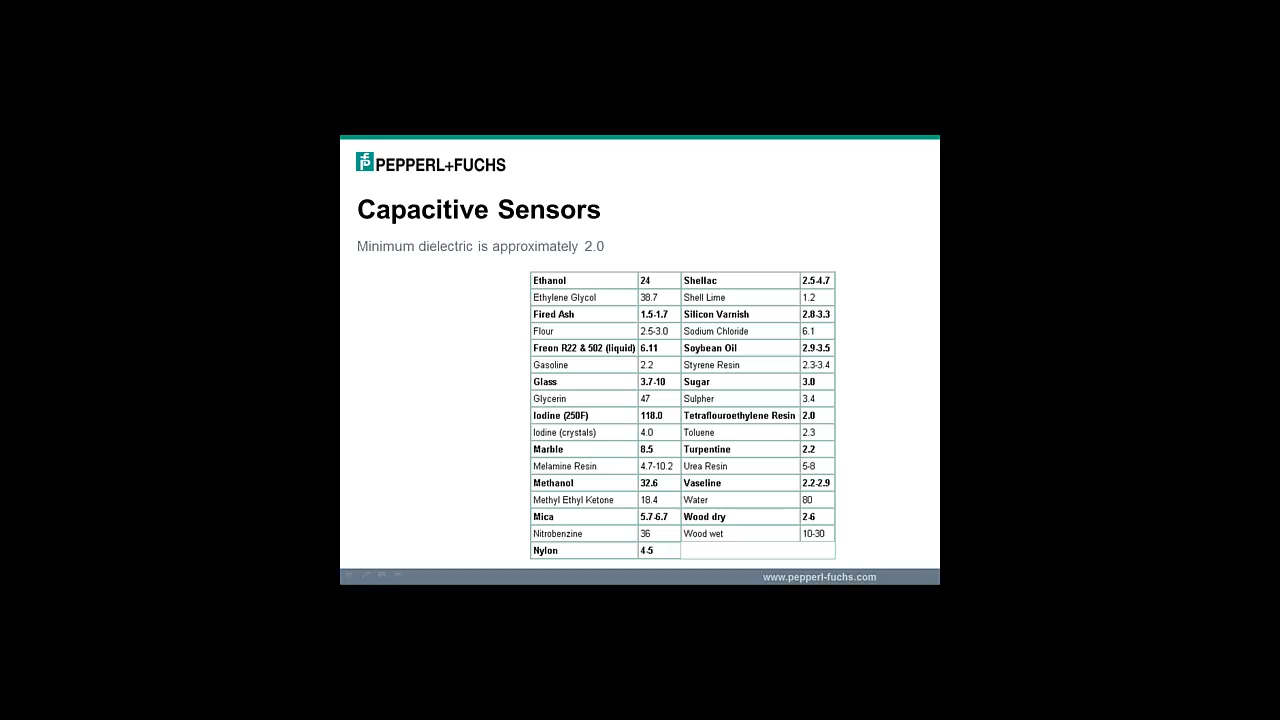 PEPPERL+FUCHS
Capacitive Sensors
Minimum dielectric is approximately 2.0
Ethanol 24 Shellac 2.5-4.7
Ethylene Glycol 38.7 Shell Lime 1.2
Fired Ash 1.5-1.7 Silicon Varnish 2.8-3.3
Flour 2.5-3.0 Sodium Chloride 6.1
Freon R22 & 502 (liquid) 6.11 Soybean Oil 2.9-3.5
Gasoline 2.2 Styrene Resin 2.3-3.4
Glass 3.7-10 Sugar 3.0
Glycerin 47 Sulpher 3.4
Iodine (250F) 118.0 Tetraflouroethylene Resin 2.0
Iodine (crystals) 4.0 Toluene 2.3
Marble 8.5 Turpentine 2.2
Melamine Resin 4.7-10.2 Urea Resin 5-8
Methanol 32.6 Vaseline 2.2-2.9
Methyl Ethyl Ketone 18.4 Water 80
Mica 5.7-6.7 Wood dry 2-6
Nitrobenzine 36 Wood wet 10-30
Nylon 4-5
www.pepperl-fuchs.com